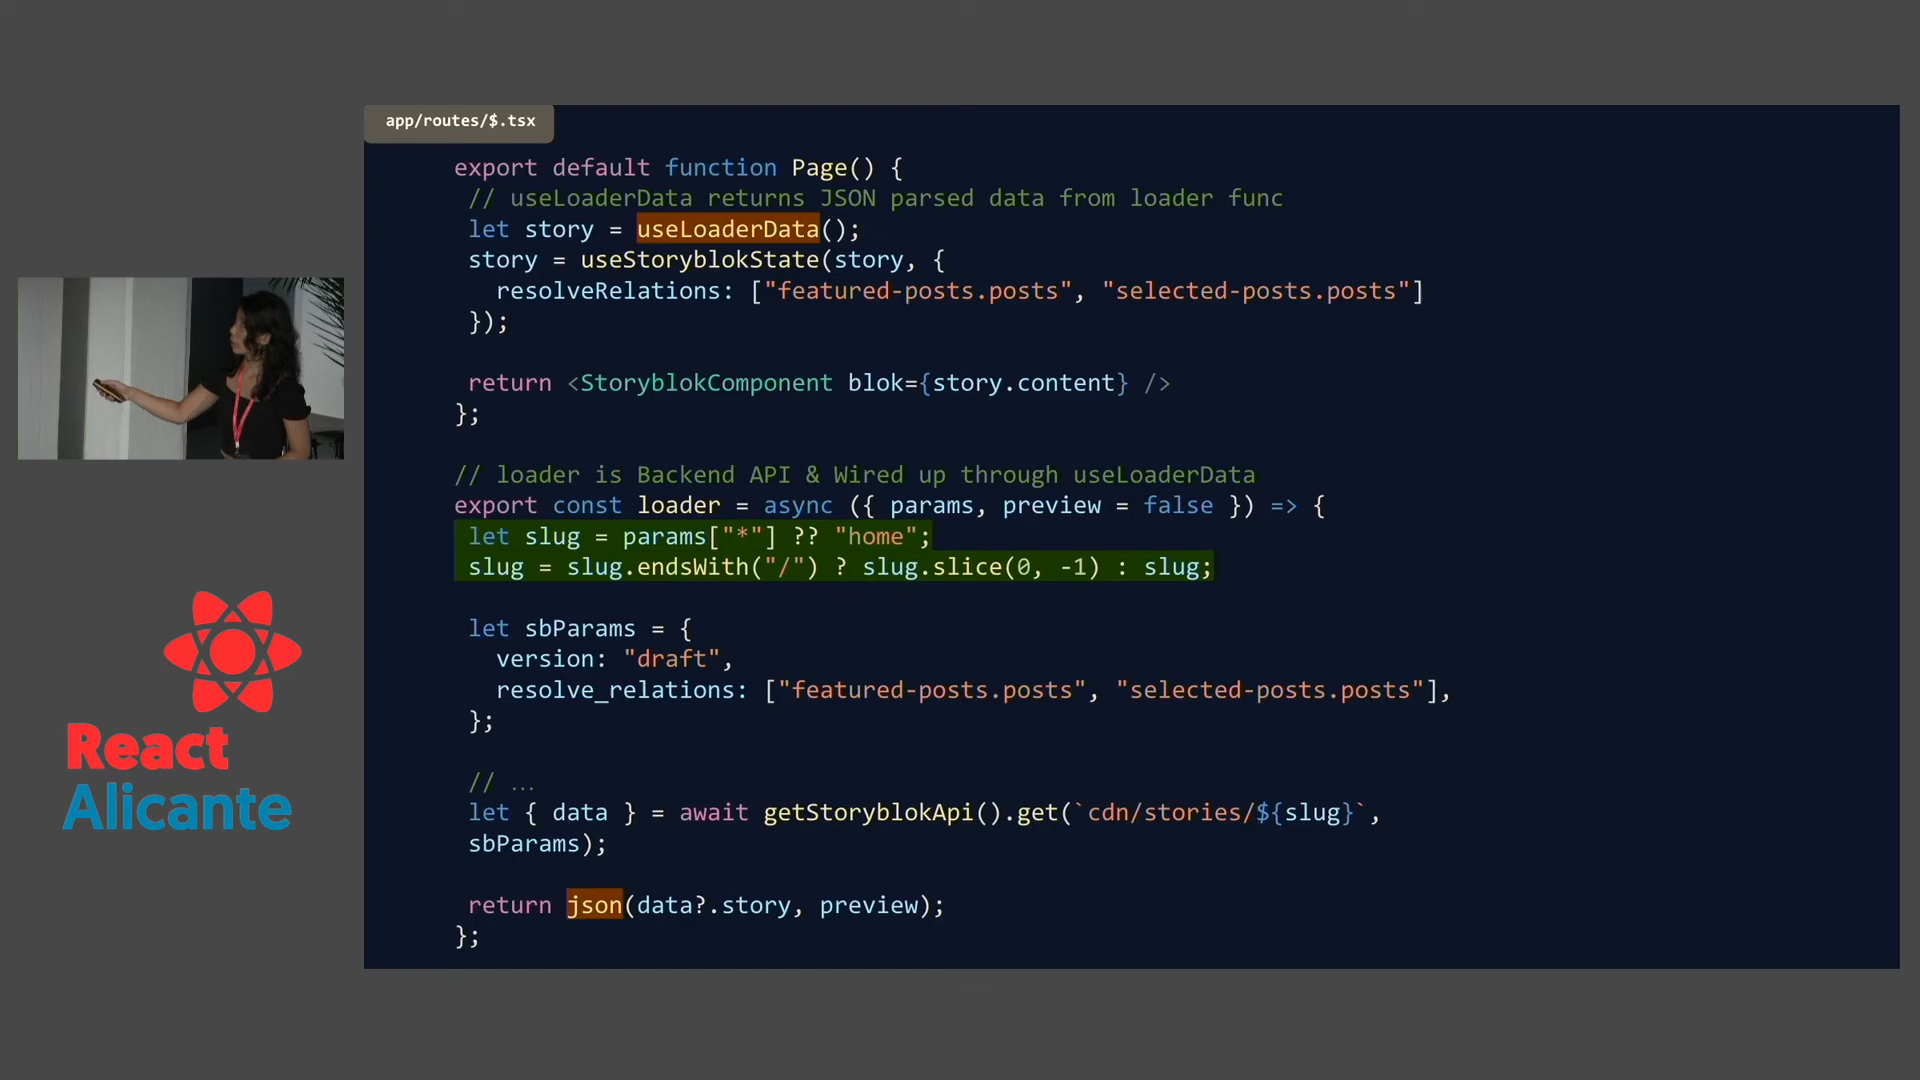 app/routes/$.tsx
export default function Page() {
// useLoaderData returns JSON parsed data from loader func
let story = useLoaderData();
story = useStoryblokState(story, {
resolveRelations: ["featured-posts.posts", "selected-posts.posts"]
});
return <StoryblokComponent blok={story.content} />
};
// loader is Backend API & Wired up through useLoaderData
export const loader = async ({ params, preview = false }) => {
let slug = params["*"] ?? "home";
slug = slug.endsWith("/") ? slug.slice(0, -1) : slug;
let sbParams = {
version: "draft",
resolve_relations: ["featured-posts.posts", "selected-posts.posts"],
};
// …
let { data } = await getStoryblokApi().get(`cdn/stories/${slug}`,
sbParams);
return json(data?.story, preview);
};
React
Alicante